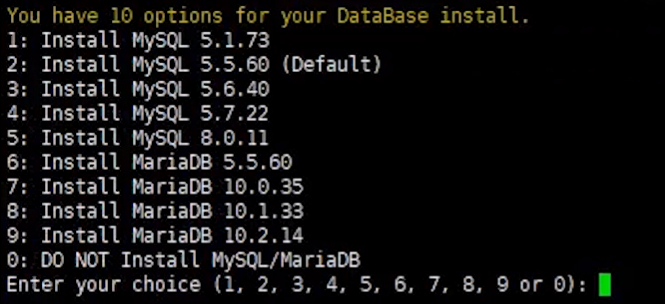 You have 10 options for your DataBase install.
1: Install MySQL 5.1.73
2: Install MySQL 5.5.60 (Default)
3: Install MySQL 5.6.40
4: Install MySQL 5.7.22
5: Install MySQL 8.0.11
6: Install MariaDB 5.5.60
7: Install MariaDB 10.0.35
8: Install MariaDB 10.1.33
9: Install MariaDB 10.2.14
0: DO NOT Install MySQL/MariaDB
Enter your choice (1, 2, 3, 4, 5, 6, 7, 8, 9 or 0):